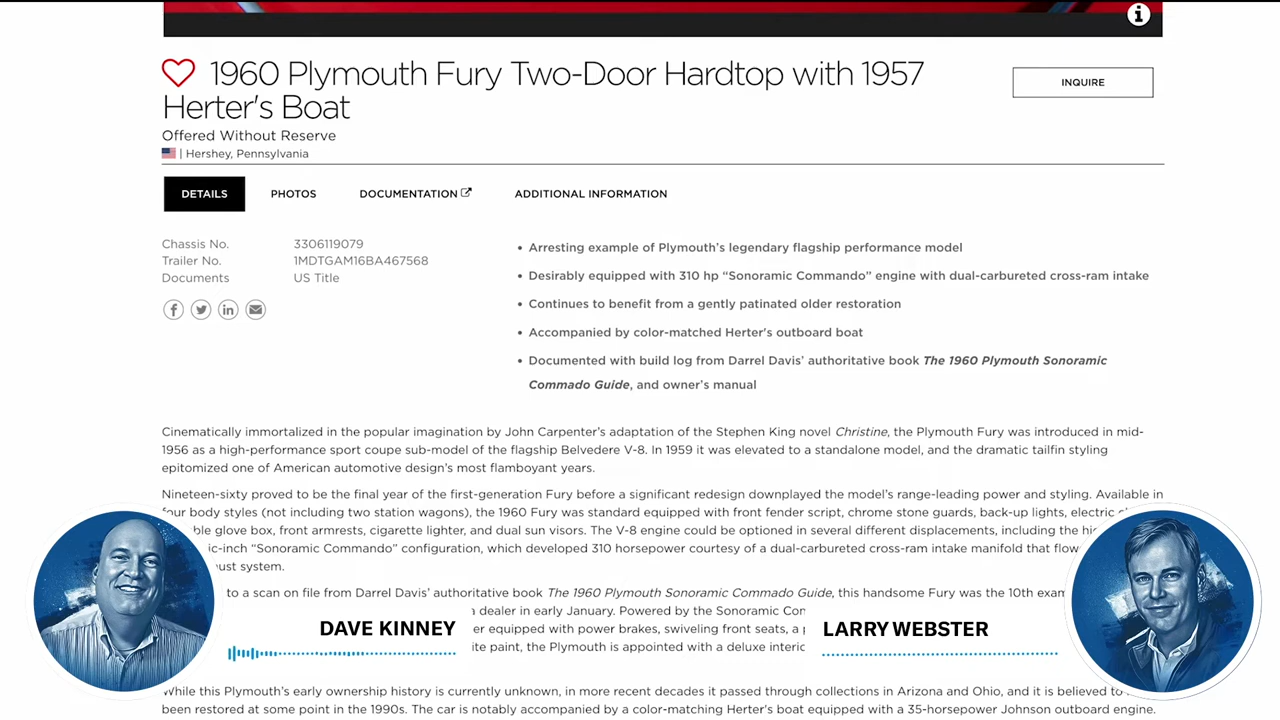 1960 Plymouth Fury Two-Door Hardtop with 1957
Herter's Boat
INQUIRE
Offered Without Reserve
| Hershey, Pennsylvania
DETAILS
PHOTOS
DOCUMENTATION
ADDITIONAL INFORMATION
Chassis No. 3306119079
Trailer No. 1MDTGAM16BA467568
Documents US Title
• Arresting example of Plymouth's legendary flagship performance model
• Desirably equipped with 310 hp “Sonoramic Commando” engine with dual-carbureted cross-ram intake
• Continues to benefit from a gently patinated older restoration
• Accompanied by color-matched Herter's outboard boat
• Documented with build log from Darrel Davis’ authoritative book The 1960 Plymouth Sonoramic
Commado Guide, and owner’s manual
Cinematically immortalized in the popular imagination by John Carpenter’s adaptation of the Stephen King novel Christine, the Plymouth Fury was introduced in mid-
1956 as a high-performance sport coupe sub-model of the flagship Belvedere V-8. In 1959 it was elevated to a standalone model, and the dramatic tailfin styling
epitomized one of American automotive design’s most flamboyant years.
Nineteen-sixty proved to be the final year of the first-generation Fury before a significant redesign downplayed the model’s range-leading power and styling. Available in
four body styles (not including two station wagons), the 1960 Fury was standard equipped with front fender script, chrome stone guards, back-up lights, electric
glove box, front armrests, cigarette lighter, and dual sun visors. The V-8 engine could be optioned in several different displacements, including the
“Sonoramic Commando” configuration, which developed 310 horsepower courtesy of a dual-carbureted cross-ram intake manifold that
system.
to a scan on file from Darrel Davis’ authoritative book The 1960 Plymouth Sonoramic Commado Guide, this handsome Fury was the 10th
a dealer in early January. Powered by the Sonoramic
equipped with power brakes, swiveling front seats, a
paint, the Plymouth is appointed with a deluxe
DAVE KINNEY
LARRY WEBSTER
While this Plymouth’s early ownership history is currently unknown, in more recent decades it passed through collections in Arizona and Ohio, and it is believed to
been restored at some point in the 1990s. The car is notably accompanied by a color-matching Herter's boat equipped with a 35-horsepower Johnson outboard engine.